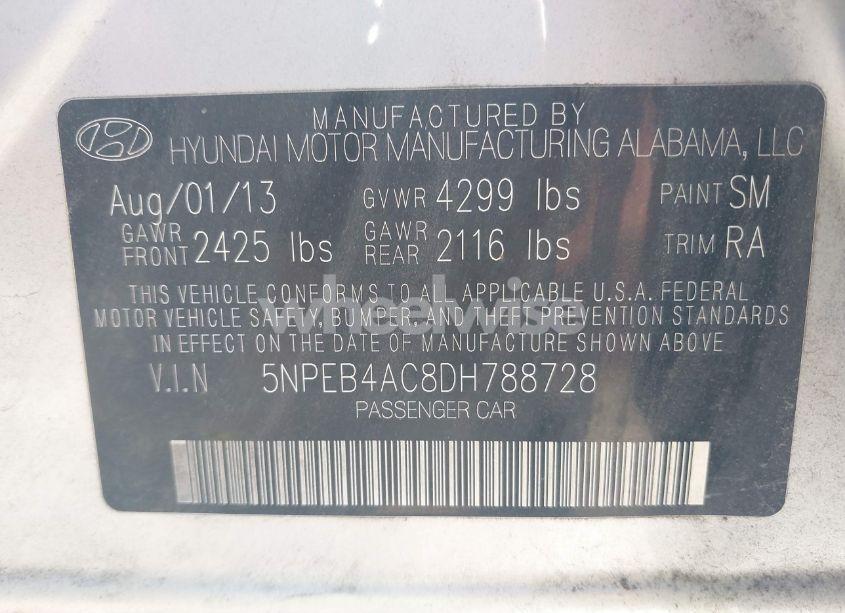 MANUFACTURED BY
HYUNDAI MOTOR MANUFACTURING ALABAMA, LLC
Aug/01/13 GVWR 4299 lbs PAINT SM
GAWR FRONT 2425 lbs GAWR REAR 2116 lbs TRIM RA
THIS VEHICLE CONFORMS TO ALL APPLICABLE U.S.A. FEDERAL
MOTOR VEHICLE SAFETY, BUMPER, AND THEFT PREVENTION STANDARDS
IN EFFECT ON THE DATE OF MANUFACTURE SHOWN ABOVE.
V.I.N 5NPEB4AC8DH788728
PASSENGER CAR
wheelwise